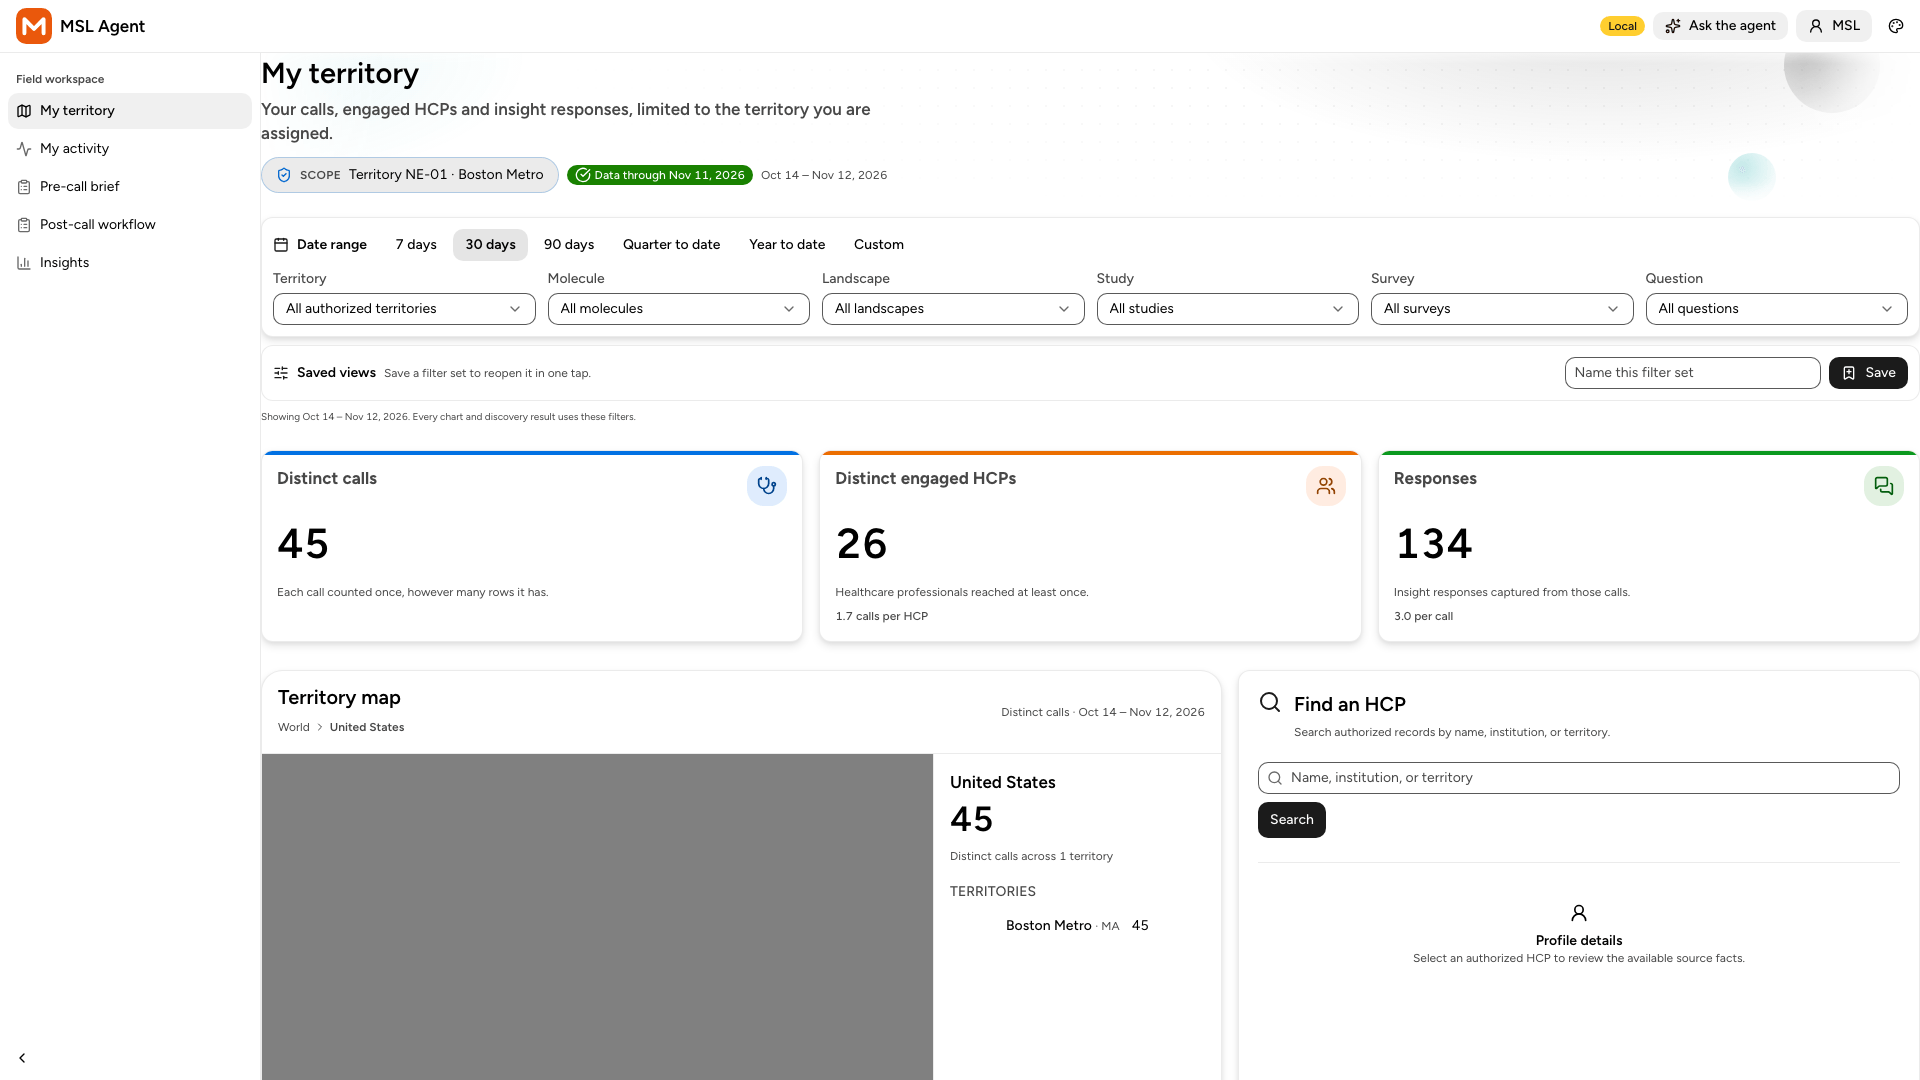 MSL Agent
Local
Ask the agent
MSL
Field workspace
My territory
My activity
Pre-call brief
Post-call workflow
Insights
My territory
Your calls, engaged HCPs and insight responses, limited to the territory you are
assigned.
SCOPE Territory NE-01 · Boston Metro
Data through Nov 11, 2026
Oct 14 – Nov 12, 2026
Date range
7 days
30 days
90 days
Quarter to date
Year to date
Custom
Territory
Molecule
Landscape
Study
Survey
Question
All authorized territories
All molecules
All landscapes
All studies
All surveys
All questions
Saved views
Save a filter set to reopen it in one tap.
Name this filter set
Save
Showing Oct 14 – Nov 12, 2026. Every chart and discovery result uses these filters.
Distinct calls
45
Each call counted once, however many rows it has.
Distinct engaged HCPs
26
Healthcare professionals reached at least once.
1.7 calls per HCP
Responses
134
Insight responses captured from those calls.
3.0 per call
Territory map
World > United States
Distinct calls · Oct 14 – Nov 12, 2026
United States
45
Distinct calls across 1 territory
TERRITORIES
Boston Metro · MA 45
Find an HCP
Search authorized records by name, institution, or territory.
Name, institution, or territory
Search
Profile details
Select an authorized HCP to review the available source facts.